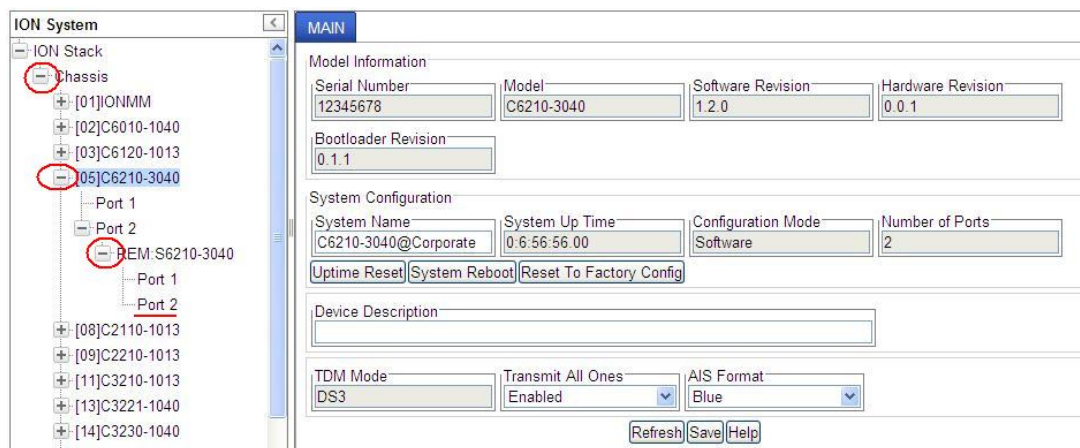 ION System
ION Stack
Chassis
[01]IONMM
[02]C6010-1040
[03]C6120-1013
[05]C6210-3040
Port 1
Port 2
REM:S6210-3040
Port 1
Port 2
[08]C2110-1013
[09]C2210-1013
[11]C3210-1013
[13]C3221-1040
[14]C3230-1040
MAIN
Model Information
Serial Number Model Software Revision Hardware Revision
12345678 C6210-3040 1.2.0 0.0.1
Bootloader Revision
0.1.1
System Configuration
System Name System Up Time Configuration Mode Number of Ports
C6210-3040@Corporate 0:6:56:56.00 Software 2
Uptime Reset System Reboot Reset To Factory Config
Device Description
TDM Mode Transmit All Ones AIS Format
DS3 Enabled Blue
Refresh Save Help